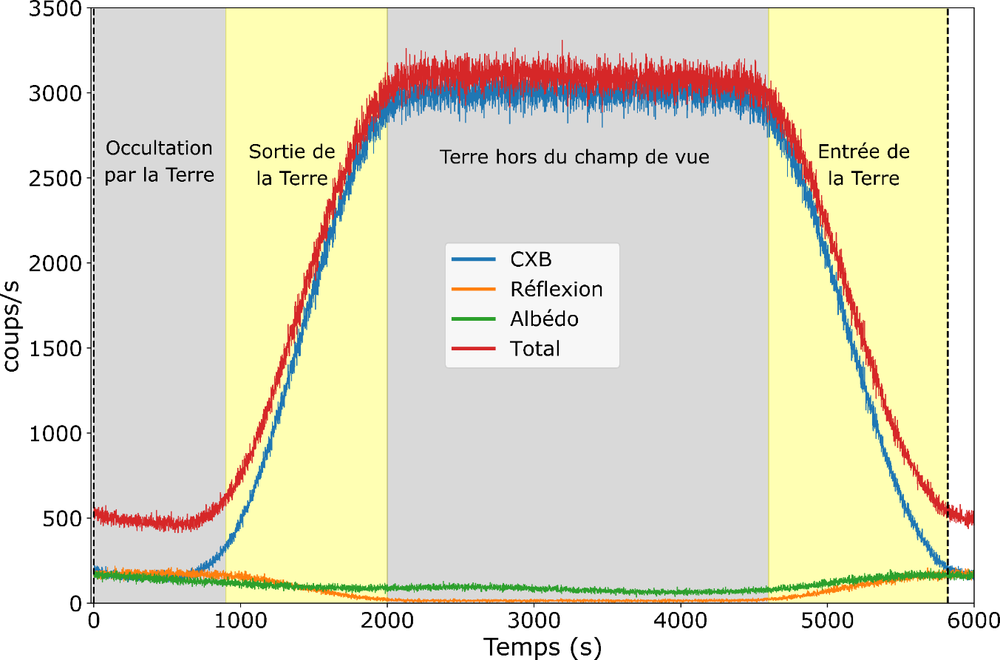 3500
3000
2500
2000
1500
1000
500
0
coups/s
Occultation
par la Terre
Sortie de
la Terre
Terre hors du champ de vue
Entrée de
la Terre
CXB
Réflexion
Albédo
Total
0 1000 2000 3000 4000 5000 6000
Temps (s)